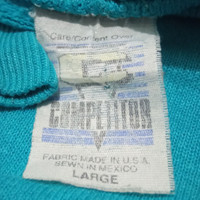 Care/Content Over
COMPETITOR
FABRIC MADE IN U.S.A.
SEWN IN MEXICO
LARGE